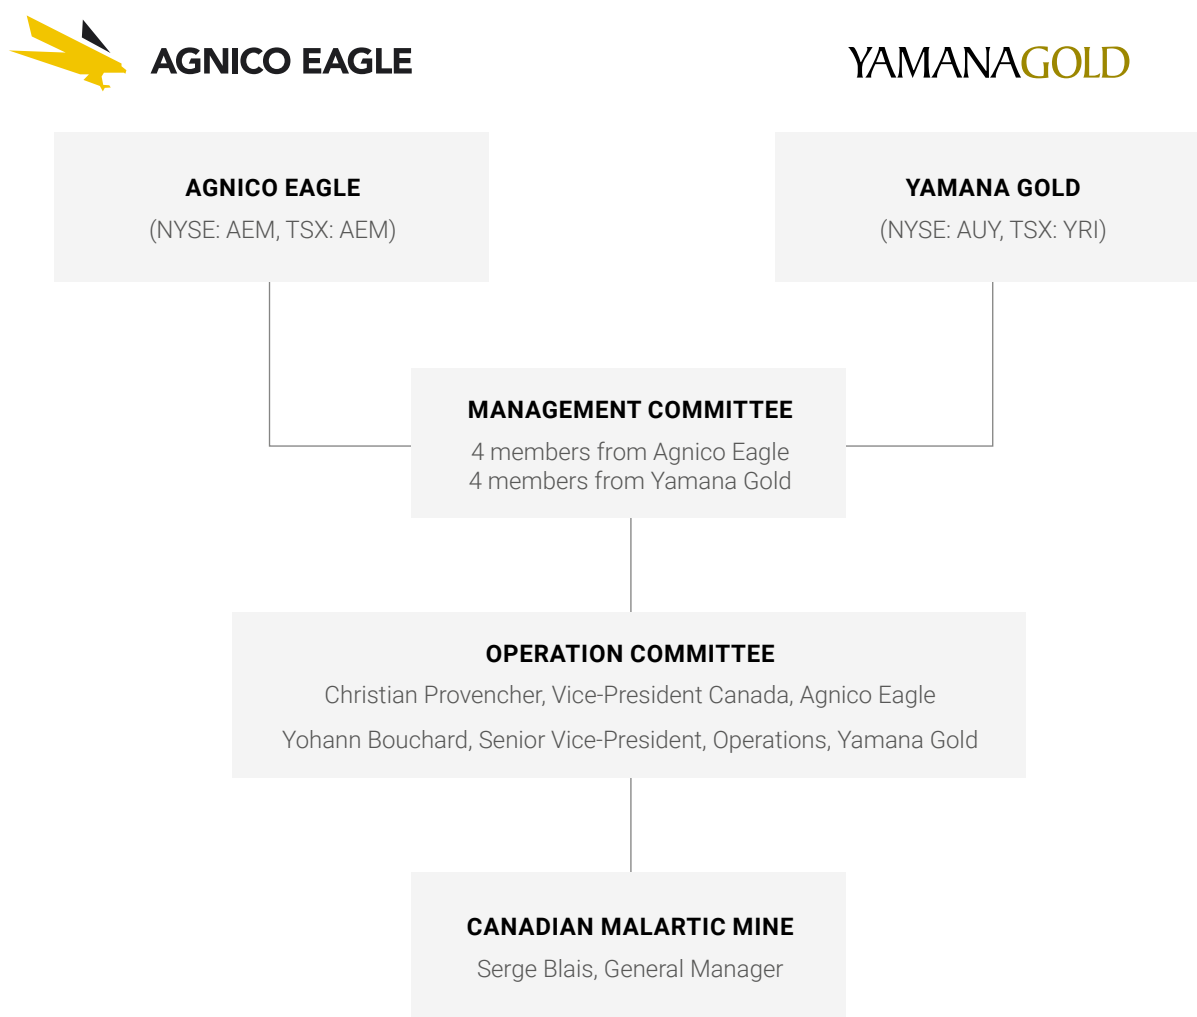 AGNICO EAGLE
YAMANAGOLD
AGNICO EAGLE
(NYSE: AEM, TSX: AEM)
YAMANA GOLD
(NYSE: AUY, TSX: YRI)
MANAGEMENT COMMITTEE
4 members from Agnico Eagle
4 members from Yamana Gold
OPERATION COMMITTEE
Christian Provencher, Vice-President Canada, Agnico Eagle
Yohann Bouchard, Senior Vice-President, Operations, Yamana Gold
CANADIAN MALARTIC MINE
Serge Blais, General Manager